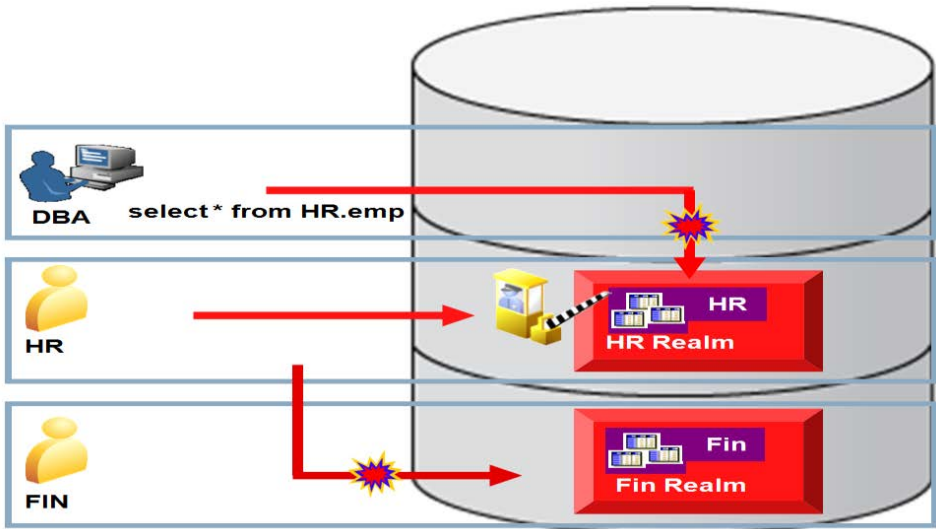 DBA
select* from HR.emp
HR
HR
HR Realm
FIN
Fin
Fin Realm